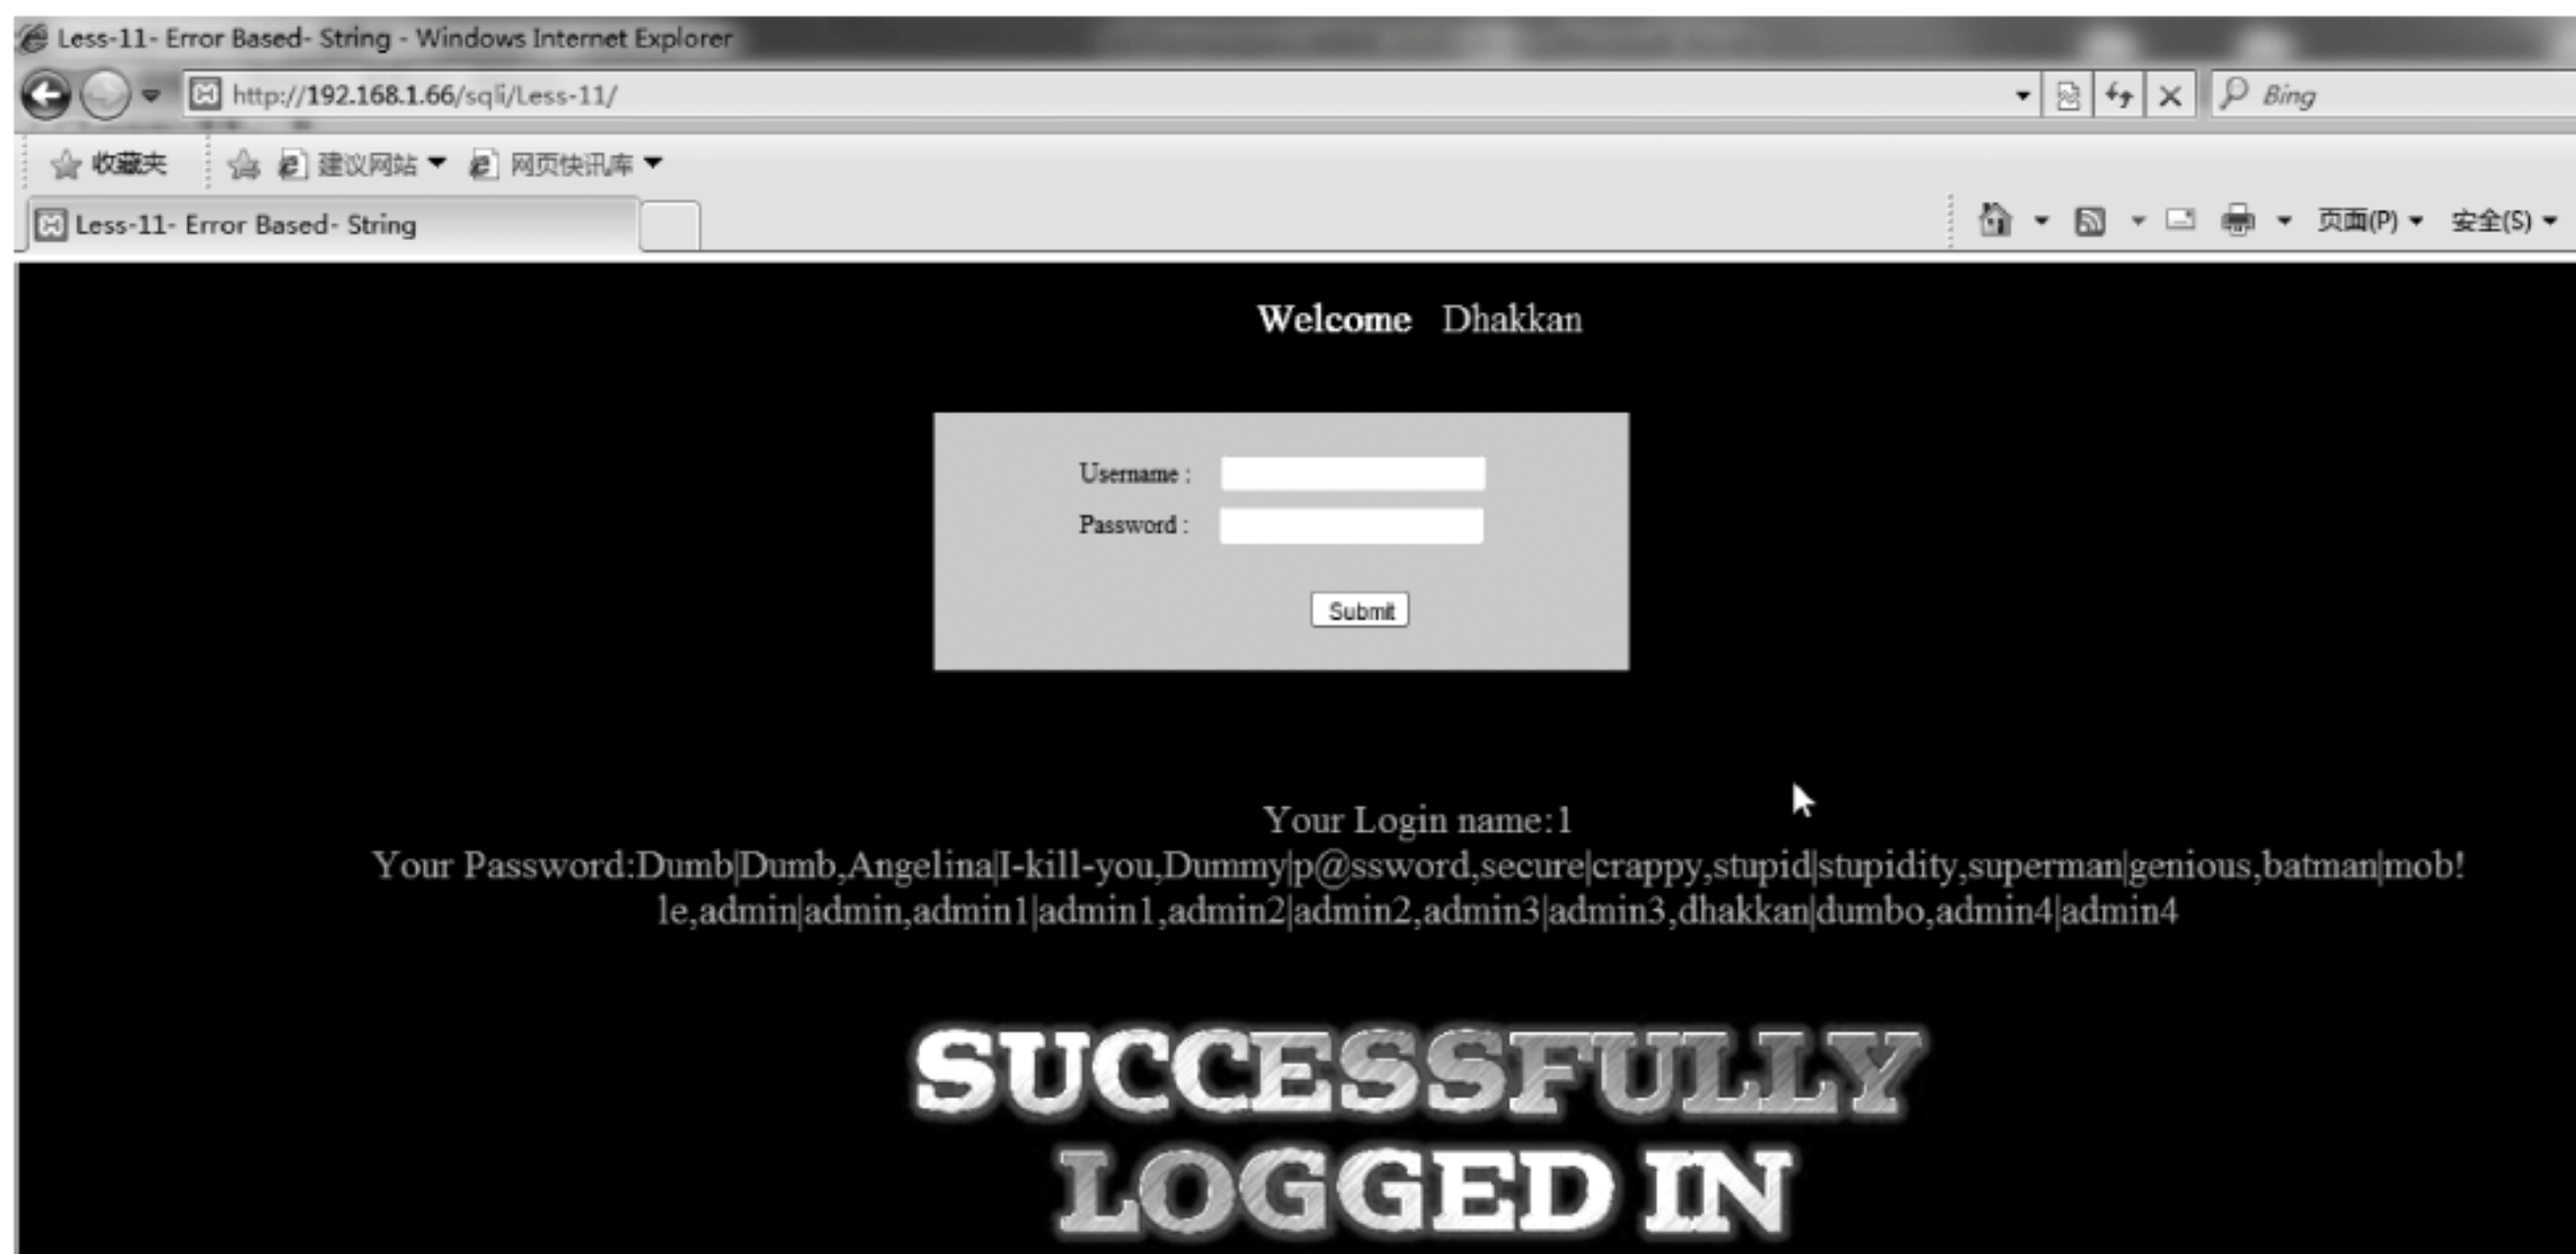 Less-11- Error Based- String - Windows Internet Explorer
http://192.168.1.66/sqli/Less-11/
Bing
收藏夹
建议网站
网页快讯库
Less-11- Error Based- String
页面(P)
安全(S)
Welcome Dhakkan
Username :
Password :
Submit
Your Login name:1
Your Password:Dumb|Dumb,Angelina|I-kill-you,Dummy|p@ssword,secure|crappy,stupid|stupidity,superman|genious,batman|mob!
le,admin|admin,admin1|admin1,admin2|admin2,admin3|admin3,dhakkan|dumbo,admin4|admin4
SUCCESSFULLY
LOGGED IN